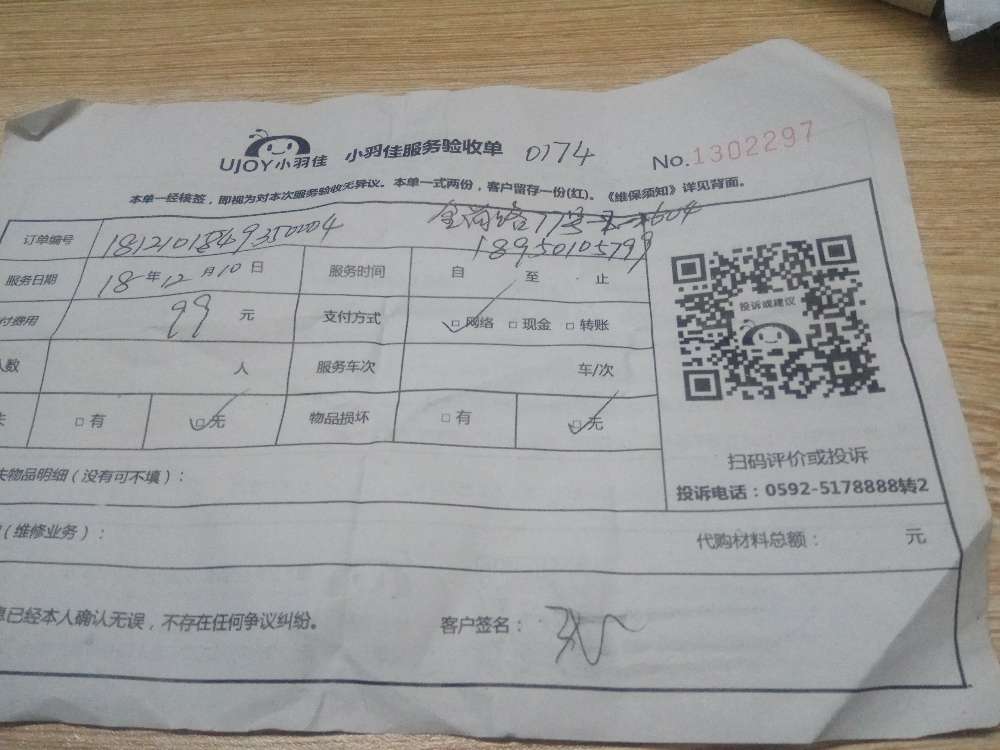 UJOY小羽佳 小羽佳服务验收单 0174 No.1302297
本单一经核签，即视为对本次服务验收无异议。本单一式两份，客户留存一份(红)。《维保须知》详见背面。
77号 604
订单编号 18950105799
服务日期 18年12月10日 服务时间 自 至 止
付费用 99 元 支付方式 □网络 □现金 □转账
人数 人 服务车次 车/次
失 □有 □无 物品损坏 □有 □无
投诉或建议
扫码评价或投诉
投诉电话：0592-5178888转2
失物品明细（没有可不填）：
（维修业务）： 代购材料总额： 元
息已经本人确认无误，不存在任何争议纠纷。 客户签名：